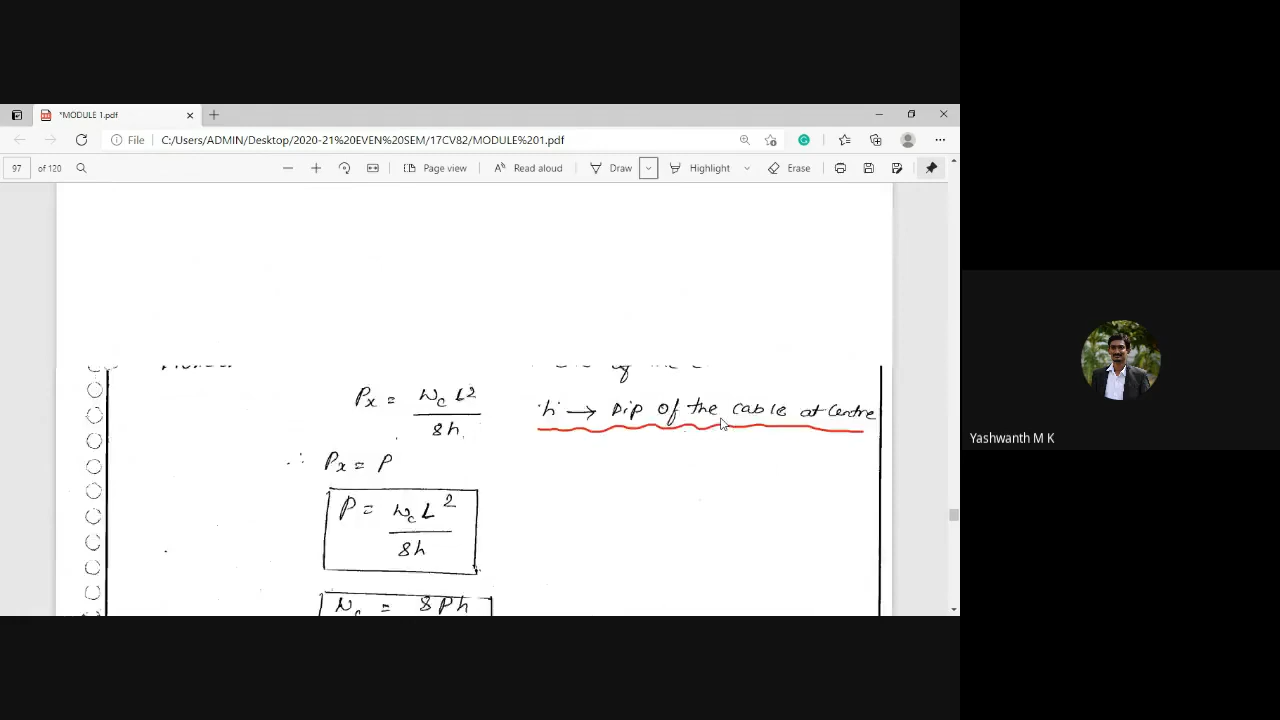 *MODULE 1.pdf
File | C:/Users/ADMIN/Desktop/2020-21%20EVEN%20SEM/17CV82/MODULE%201.pdf
97 of 120 Page view Read aloud Draw Highlight Erase
Px = wc L² / 8h
h → Dip of the cable at Centre
∴ Px = P
P = wc L² / 8h
Wc = 8Ph
Yashwanth M K